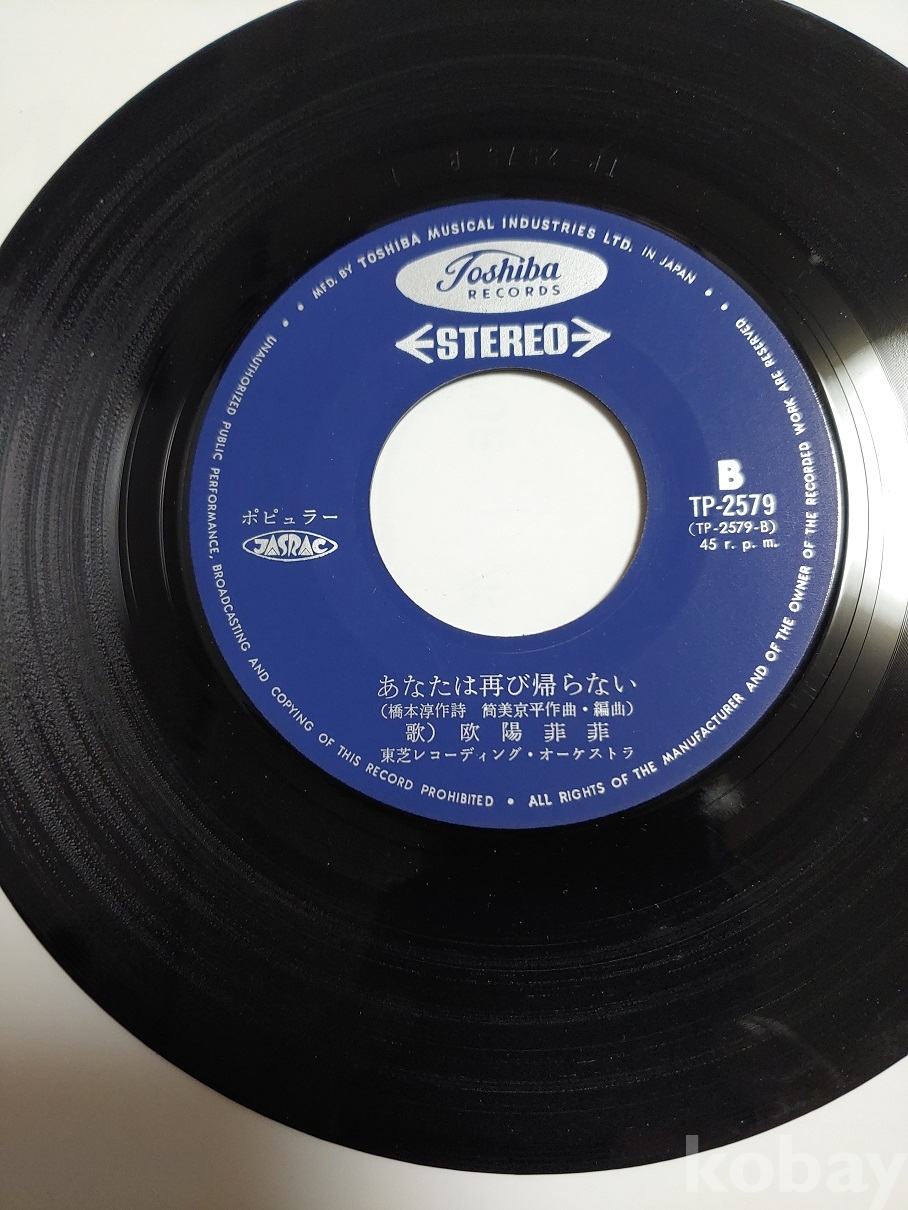 MFD. BY TOSHIBA MUSICAL INDUSTRIES LTD. IN JAPAN
Toshiba
RECORDS
STEREO
B
TP-2579
(TP-2579-B)
45 r. p. m.
ポピュラー
JASRAC
あなたは再び帰らない
(橋本淳作詩 筒美京平作曲・編曲)
歌) 欧陽菲菲
東芝レコーディング・オーケストラ
UNAUTHORIZED PUBLIC PERFORMANCE, BROADCASTING AND COPYING OF THIS RECORD PROHIBITED • ALL RIGHTS OF THE MANUFACTURER AND OF THE OWNER OF THE RECORDED WORK ARE RESERVED
kobay